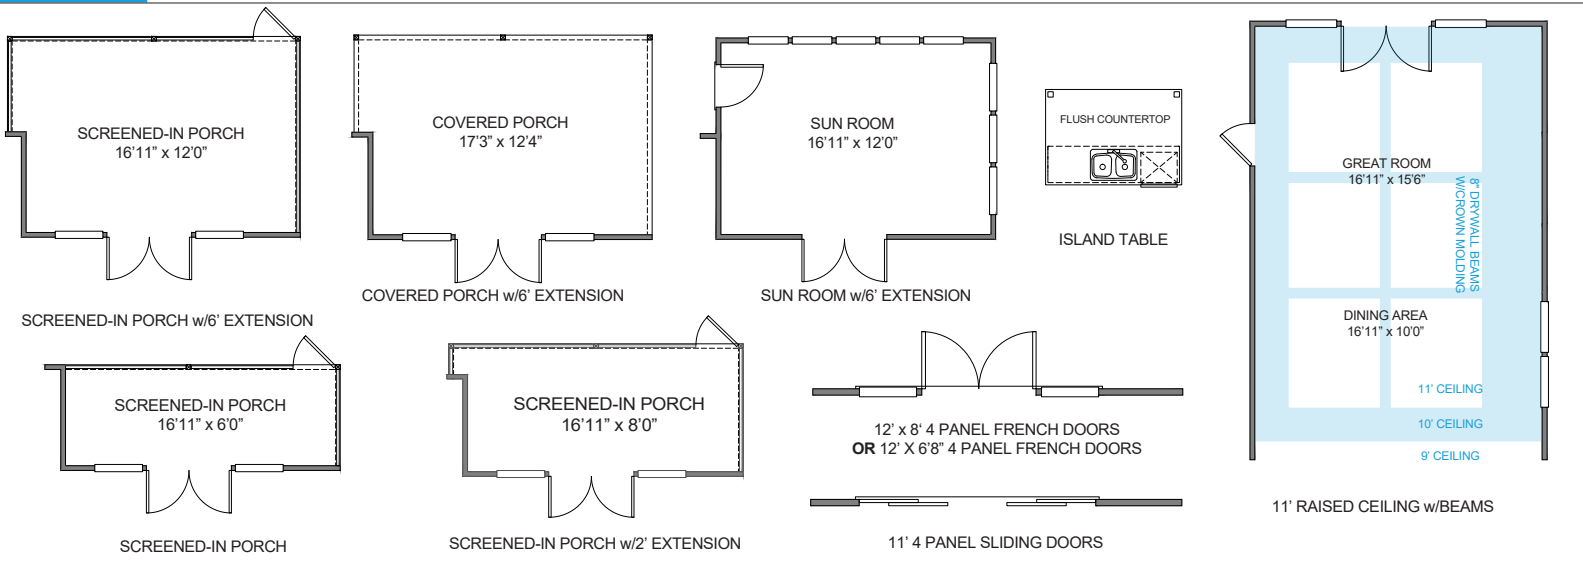 SCREENED-IN PORCH
16'11" x 12'0"
SCREENED-IN PORCH w/6' EXTENSION
COVERED PORCH
17'3" x 12'4"
COVERED PORCH w/6' EXTENSION
SUN ROOM
16'11" x 12'0"
SUN ROOM w/6' EXTENSION
FLUSH COUNTERTOP
ISLAND TABLE
GREAT ROOM
16'11" x 15'6"
8" DRYWALL BEAMS
W/CROWN MOLDING
DINING AREA
16'11" x 10'0"
11' CEILING
10' CEILING
9' CEILING
11' RAISED CEILING w/BEAMS
SCREENED-IN PORCH
16'11" x 6'0"
SCREENED-IN PORCH
SCREENED-IN PORCH
16'11" x 8'0"
SCREENED-IN PORCH w/2' EXTENSION
12' x 8' 4 PANEL FRENCH DOORS
OR 12' X 6'8" 4 PANEL FRENCH DOORS
11' 4 PANEL SLIDING DOORS